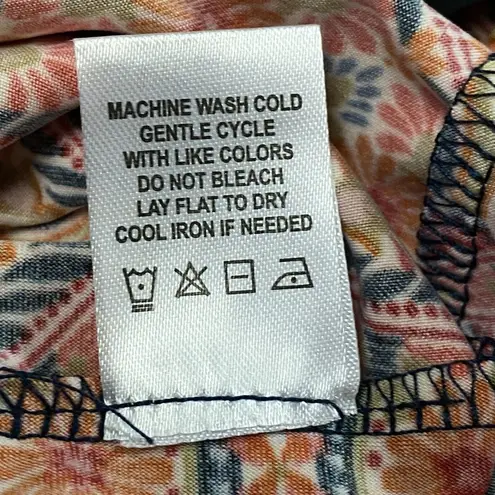 MACHINE WASH COLD
GENTLE CYCLE
WITH LIKE COLORS
DO NOT BLEACH
LAY FLAT TO DRY
COOL IRON IF NEEDED